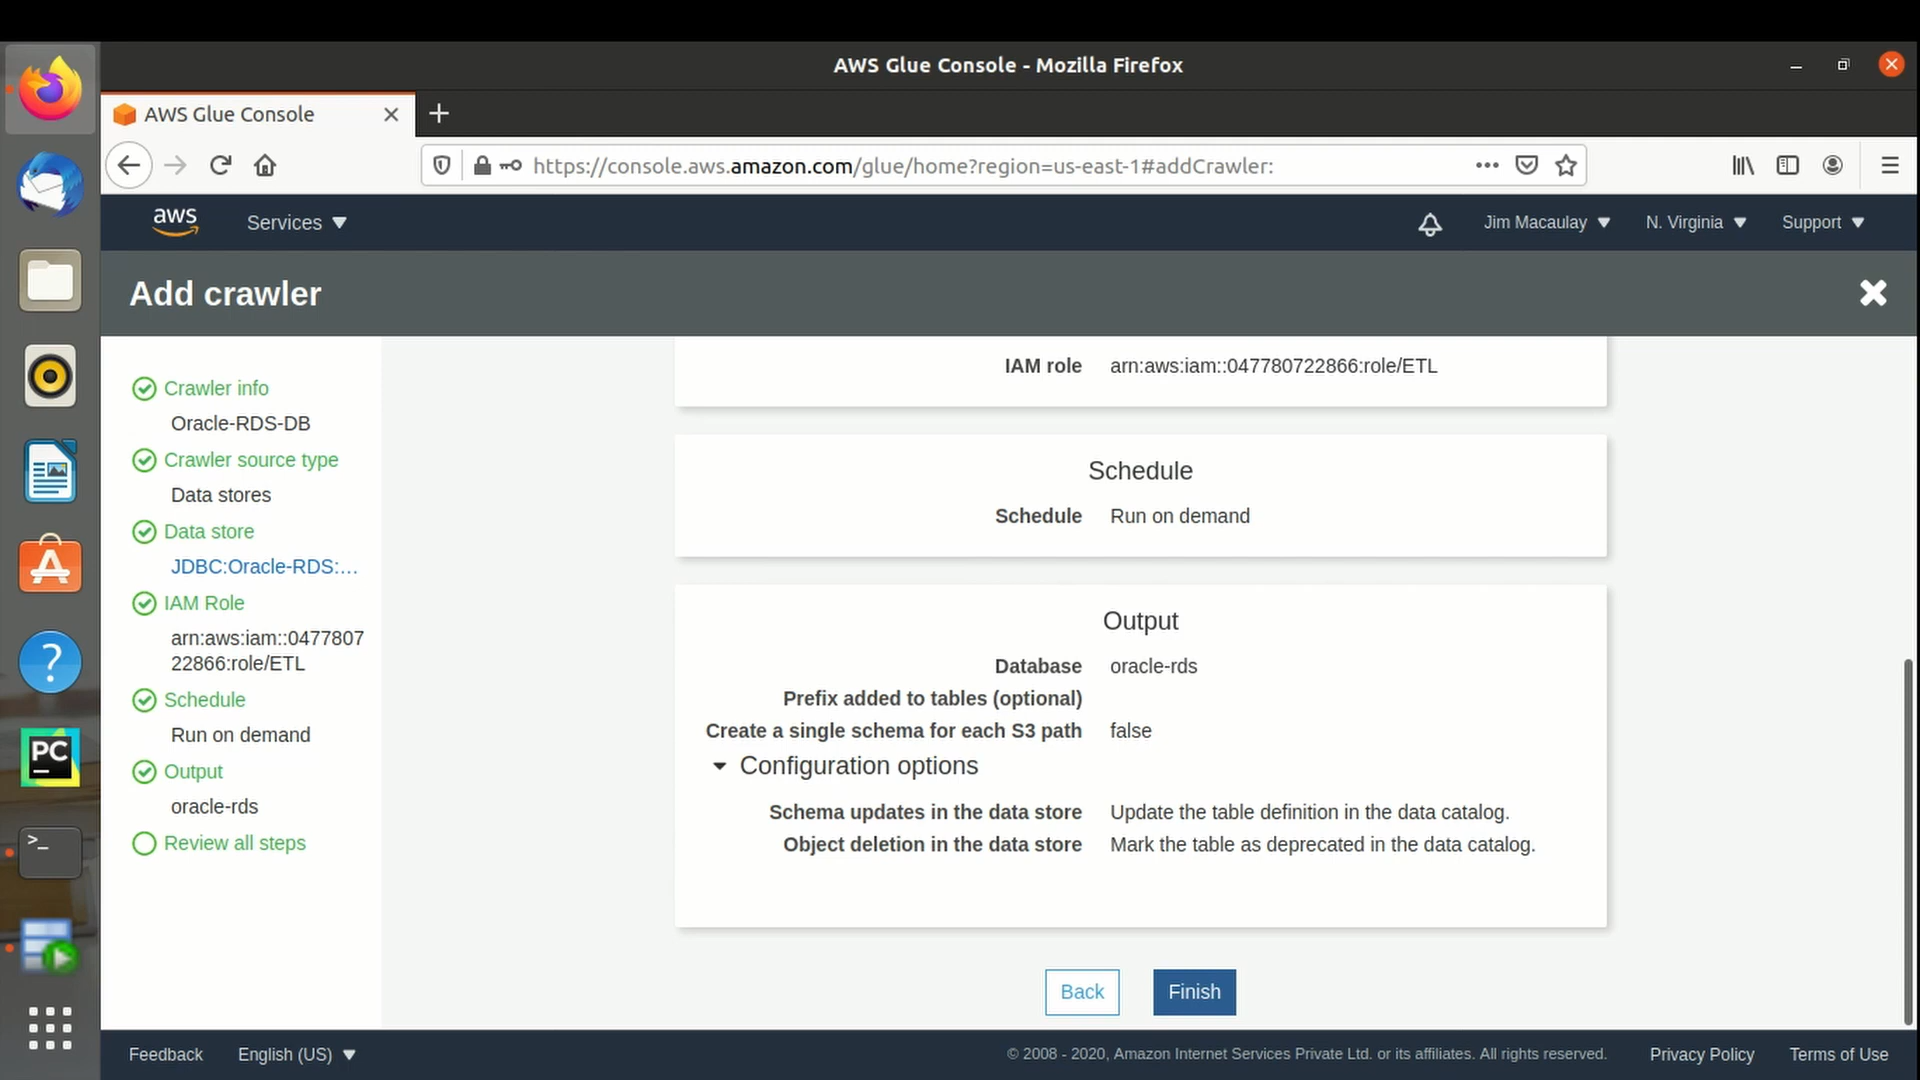 AWS Glue Console - Mozilla Firefox
AWS Glue Console
https://console.aws.amazon.com/glue/home?region=us-east-1#addCrawler:
aws
Services
Jim Macaulay
N. Virginia
Support
Add crawler
Crawler info
Oracle-RDS-DB
Crawler source type
Data stores
Data store
JDBC:Oracle-RDS:...
IAM Role
arn:aws:iam::0477807
22866:role/ETL
Schedule
Run on demand
Output
oracle-rds
Review all steps
IAM role arn:aws:iam::047780722866:role/ETL
Schedule
Schedule Run on demand
Output
Database oracle-rds
Prefix added to tables (optional)
Create a single schema for each S3 path false
Configuration options
Schema updates in the data store Update the table definition in the data catalog.
Object deletion in the data store Mark the table as deprecated in the data catalog.
Back
Finish
PC
>_
?
Feedback
English (US)
© 2008 - 2020, Amazon Internet Services Private Ltd. or its affiliates. All rights reserved.
Privacy Policy
Terms of Use